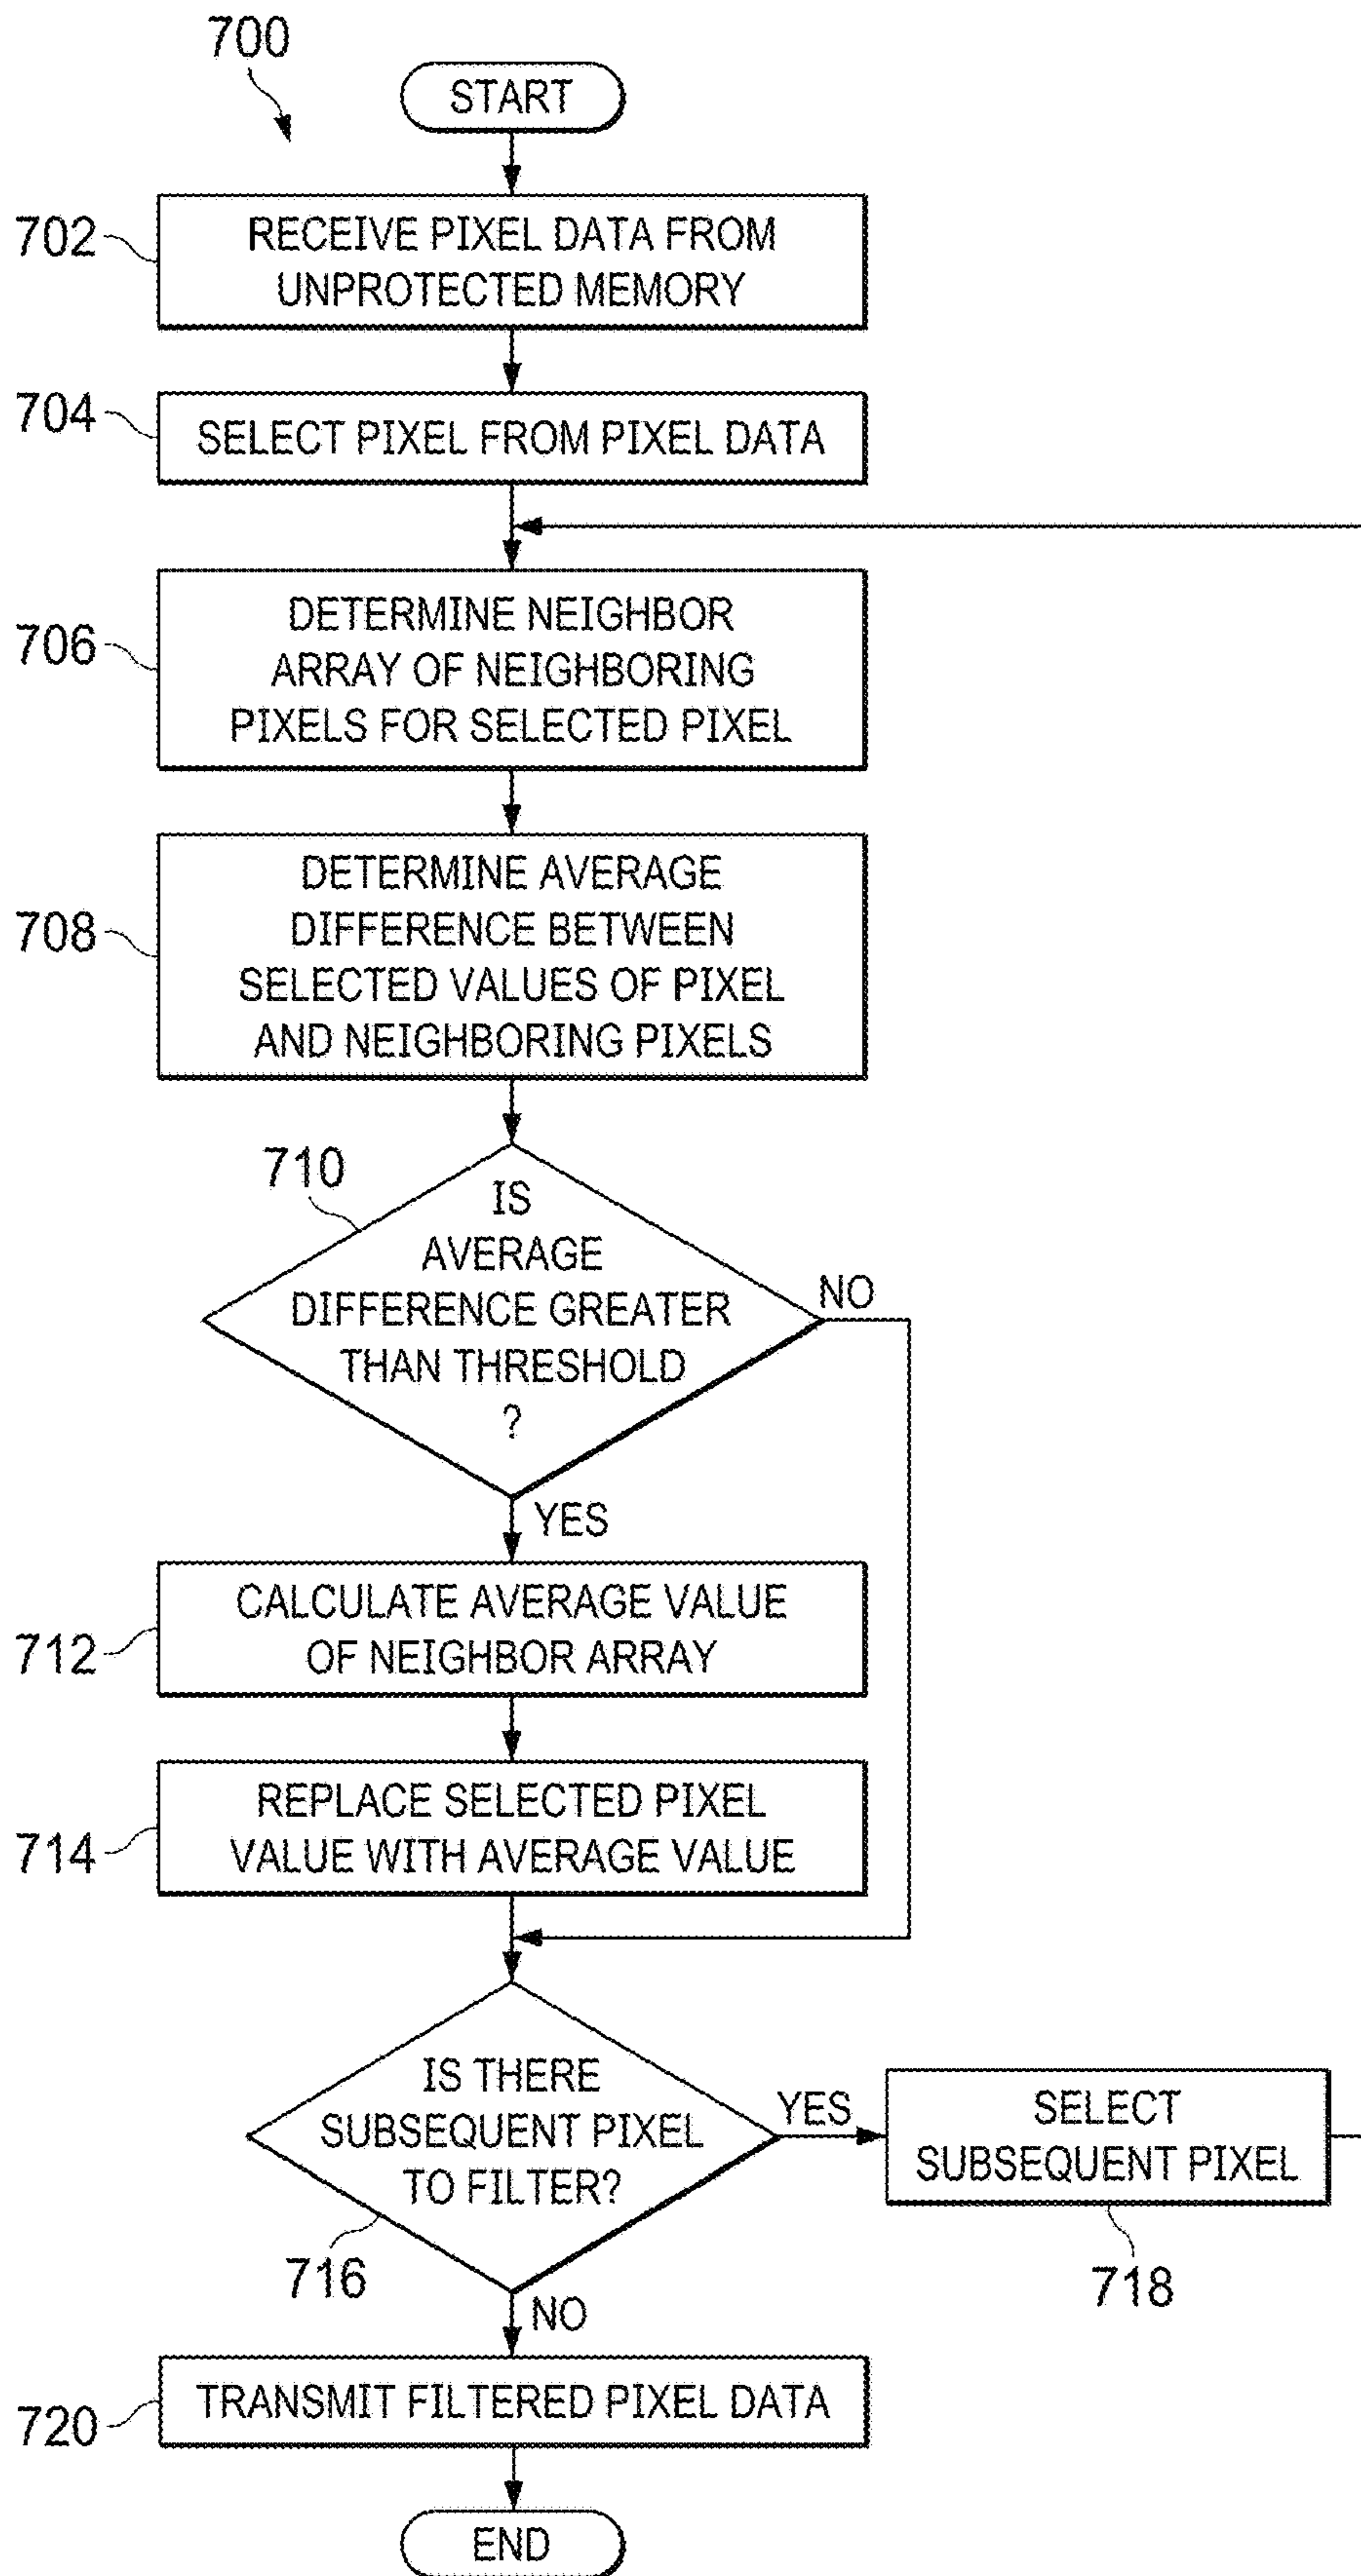 700
START
702
RECEIVE PIXEL DATA FROM
UNPROTECTED MEMORY
704
SELECT PIXEL FROM PIXEL DATA
706
DETERMINE NEIGHBOR
ARRAY OF NEIGHBORING
PIXELS FOR SELECTED PIXEL
708
DETERMINE AVERAGE
DIFFERENCE BETWEEN
SELECTED VALUES OF PIXEL
AND NEIGHBORING PIXELS
710
IS
AVERAGE
DIFFERENCE GREATER
THAN THRESHOLD
?
NO
YES
712
CALCULATE AVERAGE VALUE
OF NEIGHBOR ARRAY
714
REPLACE SELECTED PIXEL
VALUE WITH AVERAGE VALUE
IS THERE
SUBSEQUENT PIXEL
TO FILTER?
716
YES
SELECT
SUBSEQUENT PIXEL
718
NO
720
TRANSMIT FILTERED PIXEL DATA
END